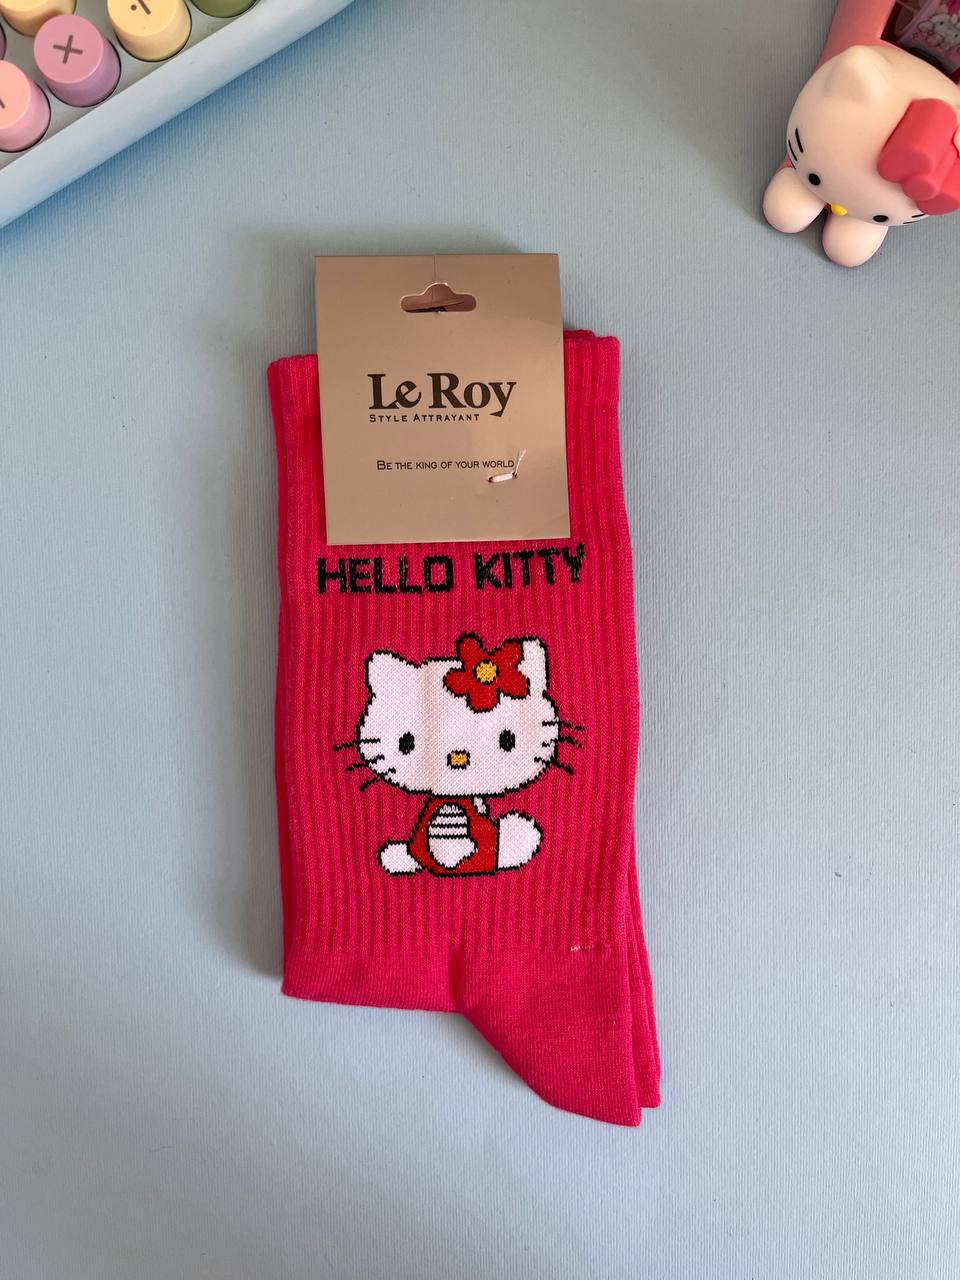 Le Roy
STYLE ATTRAYANT
BE THE KING OF YOUR WORLD
HELLO KITTY